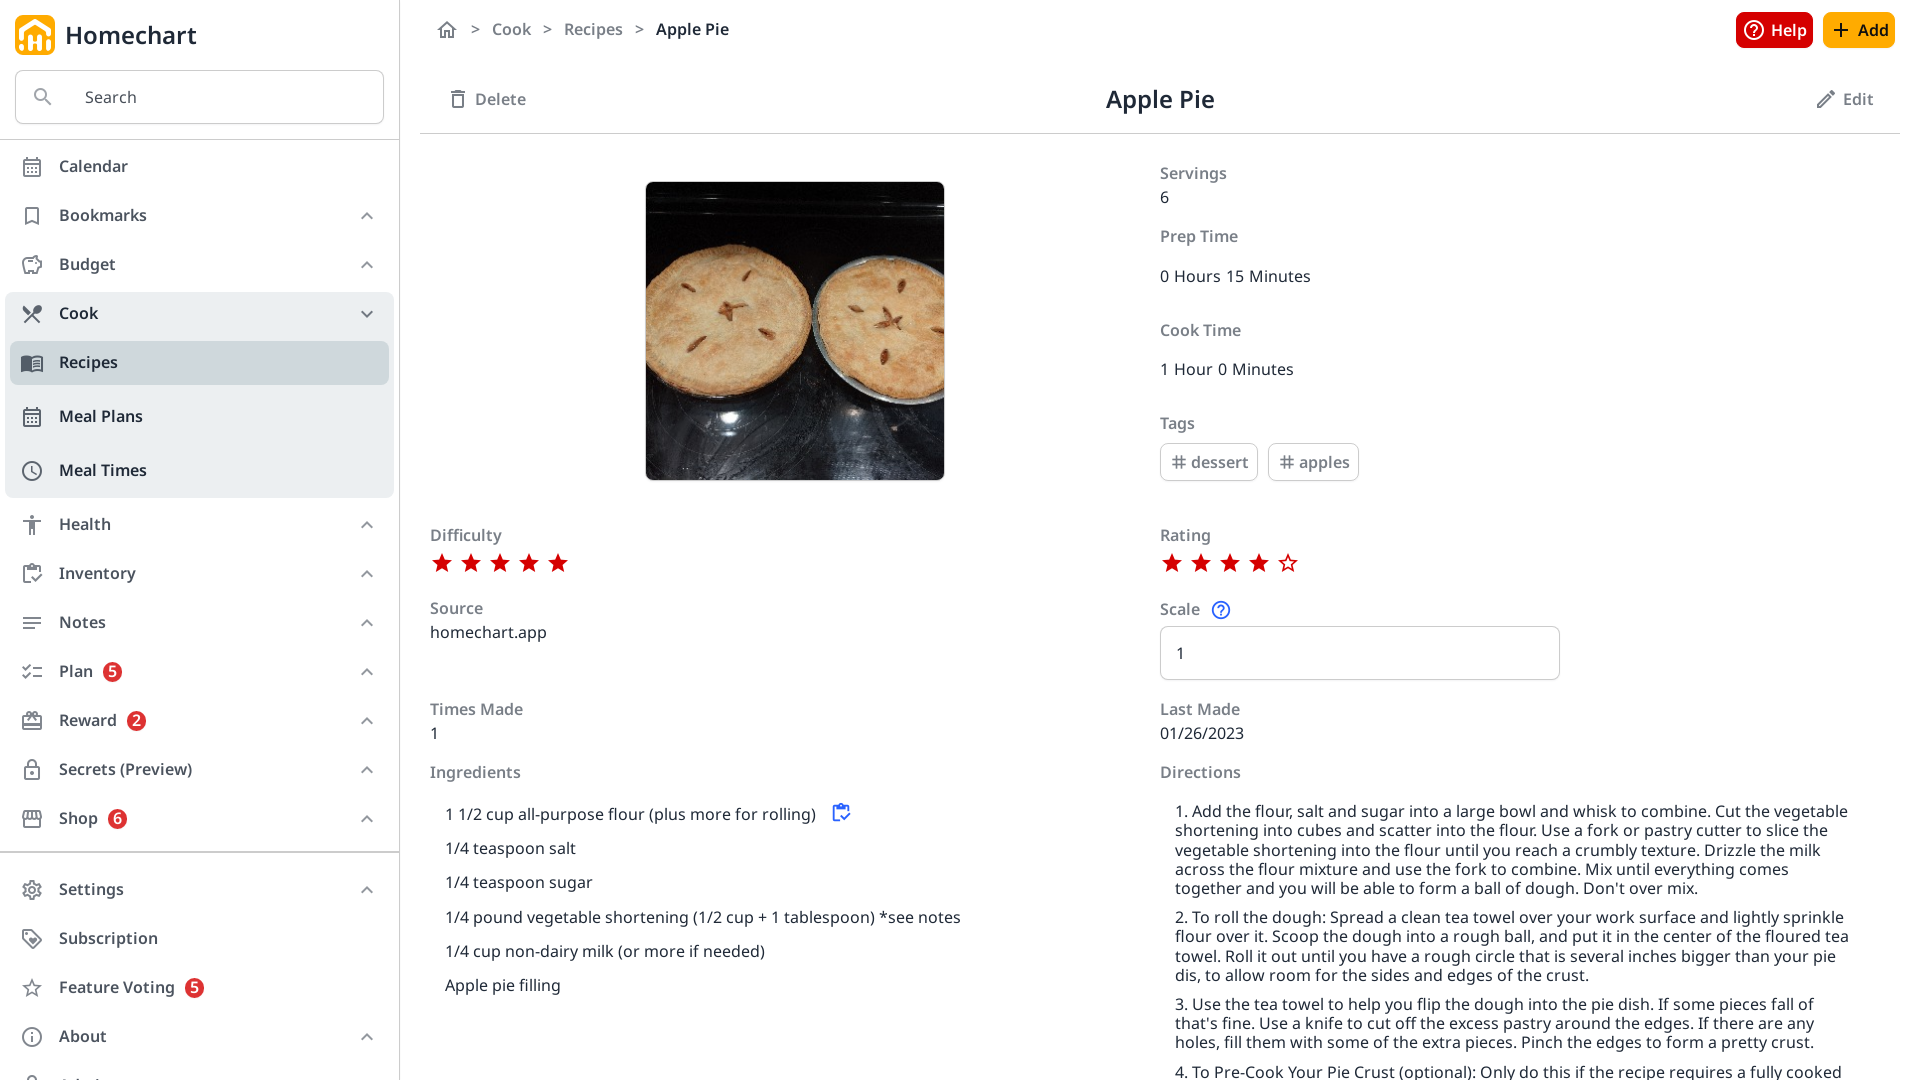 Homechart
Search
Calendar
Bookmarks
Budget
Cook
Recipes
Meal Plans
Meal Times
Health
Inventory
Notes
Plan 5
Reward 2
Secrets (Preview)
Shop 6
Settings
Subscription
Feature Voting 5
About
> Cook > Recipes > Apple Pie
Help
Add
Delete
Apple Pie
Edit
Servings
6
Prep Time
0 Hours 15 Minutes
Cook Time
1 Hour 0 Minutes
Tags
# dessert # apples
Difficulty
Rating
Source
homechart.app
Scale
1
Times Made
1
Last Made
01/26/2023
Ingredients
1 1/2 cup all-purpose flour (plus more for rolling)
1/4 teaspoon salt
1/4 teaspoon sugar
1/4 pound vegetable shortening (1/2 cup + 1 tablespoon) *see notes
1/4 cup non-dairy milk (or more if needed)
Apple pie filling
Directions
1. Add the flour, salt and sugar into a large bowl and whisk to combine. Cut the vegetable
shortening into cubes and scatter into the flour. Use a fork or pastry cutter to slice the
vegetable shortening into the flour until you reach a crumbly texture. Drizzle the milk
across the flour mixture and use the fork to combine. Mix until everything comes
together and you will be able to form a ball of dough. Don't over mix.
2. To roll the dough: Spread a clean tea towel over your work surface and lightly sprinkle
flour over it. Scoop the dough into a rough ball, and put it in the center of the floured tea
towel. Roll it out until you have a rough circle that is several inches bigger than your pie
dis, to allow room for the sides and edges of the crust.
3. Use the tea towel to help you flip the dough into the pie dish. If some pieces fall of
that's fine. Use a knife to cut off the excess pastry around the edges. If there are any
holes, fill them with some of the extra pieces. Pinch the edges to form a pretty crust.
4. To Pre-Cook Your Pie Crust (optional): Only do this if the recipe requires a fully cooked